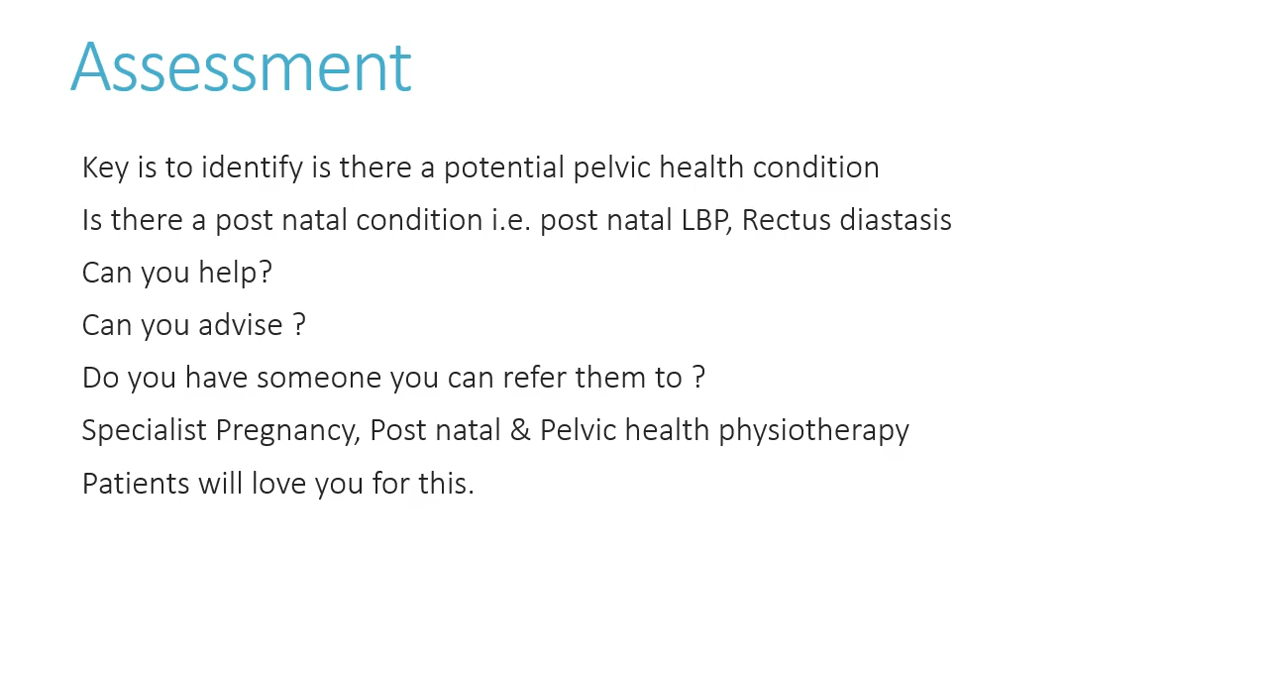 Assessment
Key is to identify is there a potential pelvic health condition
Is there a post natal condition i.e. post natal LBP, Rectus diastasis
Can you help?
Can you advise ?
Do you have someone you can refer them to ?
Specialist Pregnancy, Post natal & Pelvic health physiotherapy
Patients will love you for this.